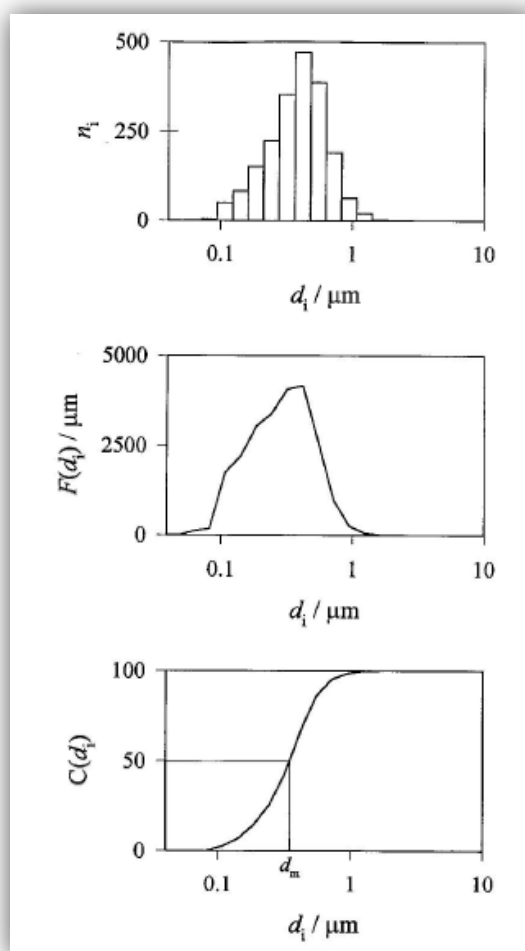 500
250
0
n_i
0.1 1 10
d_i / μm
5000
2500
0
F(d_i) / μm
0.1 1 10
d_i / μm
100
50
0
C(d_i)
0.1 d_m 1 10
d_i / μm